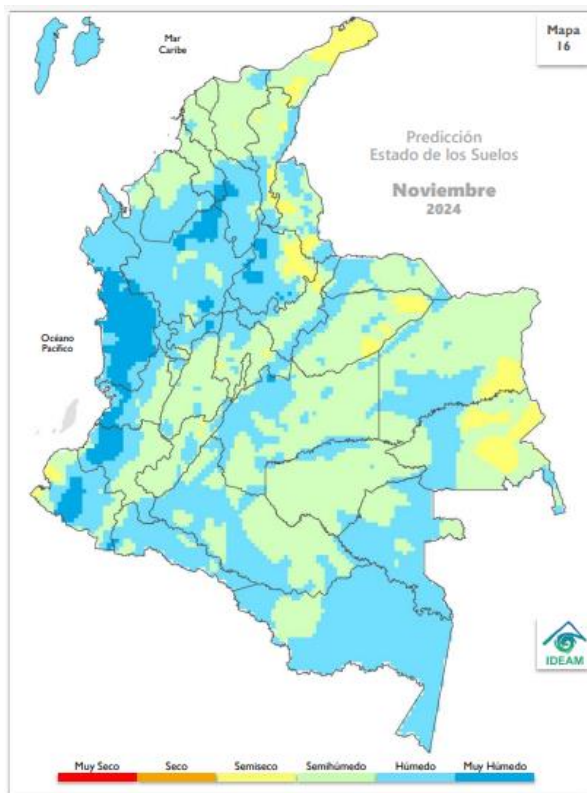 Mar
Caribe
Mapa
16
Predicción
Estado de los Suelos
Noviembre
2024
Océano
Pacífico
IDEAM
Muy Seco
Seco
Semiseco
Semihúmedo
Húmedo
Muy Húmedo